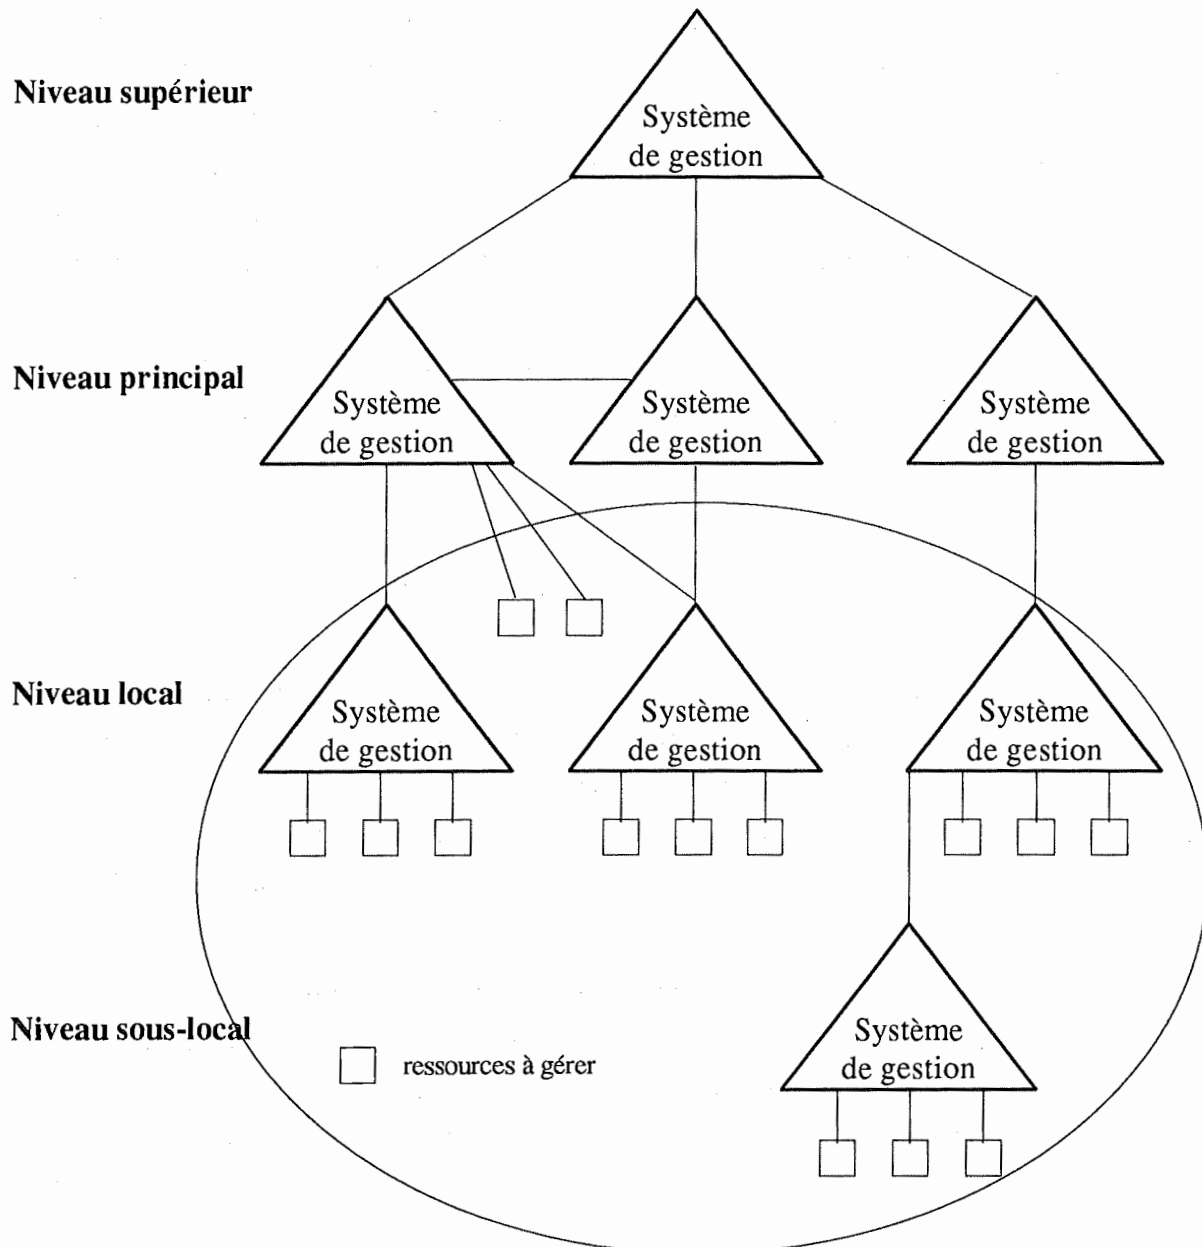 Niveau supérieur
Système
de gestion
Niveau principal
Système
de gestion
Système
de gestion
Système
de gestion
Niveau local
Système
de gestion
Système
de gestion
Système
de gestion
Niveau sous-local
ressources à gérer
Système
de gestion